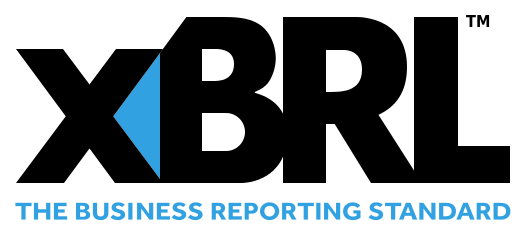 xBRL™
THE BUSINESS REPORTING STANDARD